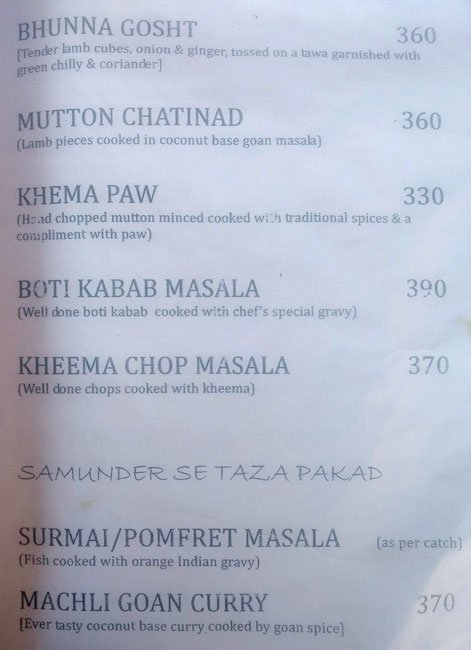 BHUNNA GOSHT 360
[Tender lamb cubes, onion & ginger, tossed on a tawa garnished with
green chilly & coriander]
MUTTON CHATINAD 360
(Lamb pieces cooked in coconut base goan masala)
KHEMA PAW 330
(Hand chopped mutton minced cooked with traditional spices & a
compliment with paw)
BOTI KABAB MASALA 390
(Well done boti kabab cooked with chef's special gravy)
KHEEMA CHOP MASALA 370
(Well done chops cooked with kheema)
SAMUNDER SE TAZA PAKAD
SURMAI/POMFRET MASALA (as per catch)
(Fish cooked with orange Indian gravy)
MACHLI GOAN CURRY 370
[Ever tasty coconut base curry cooked by goan spice]